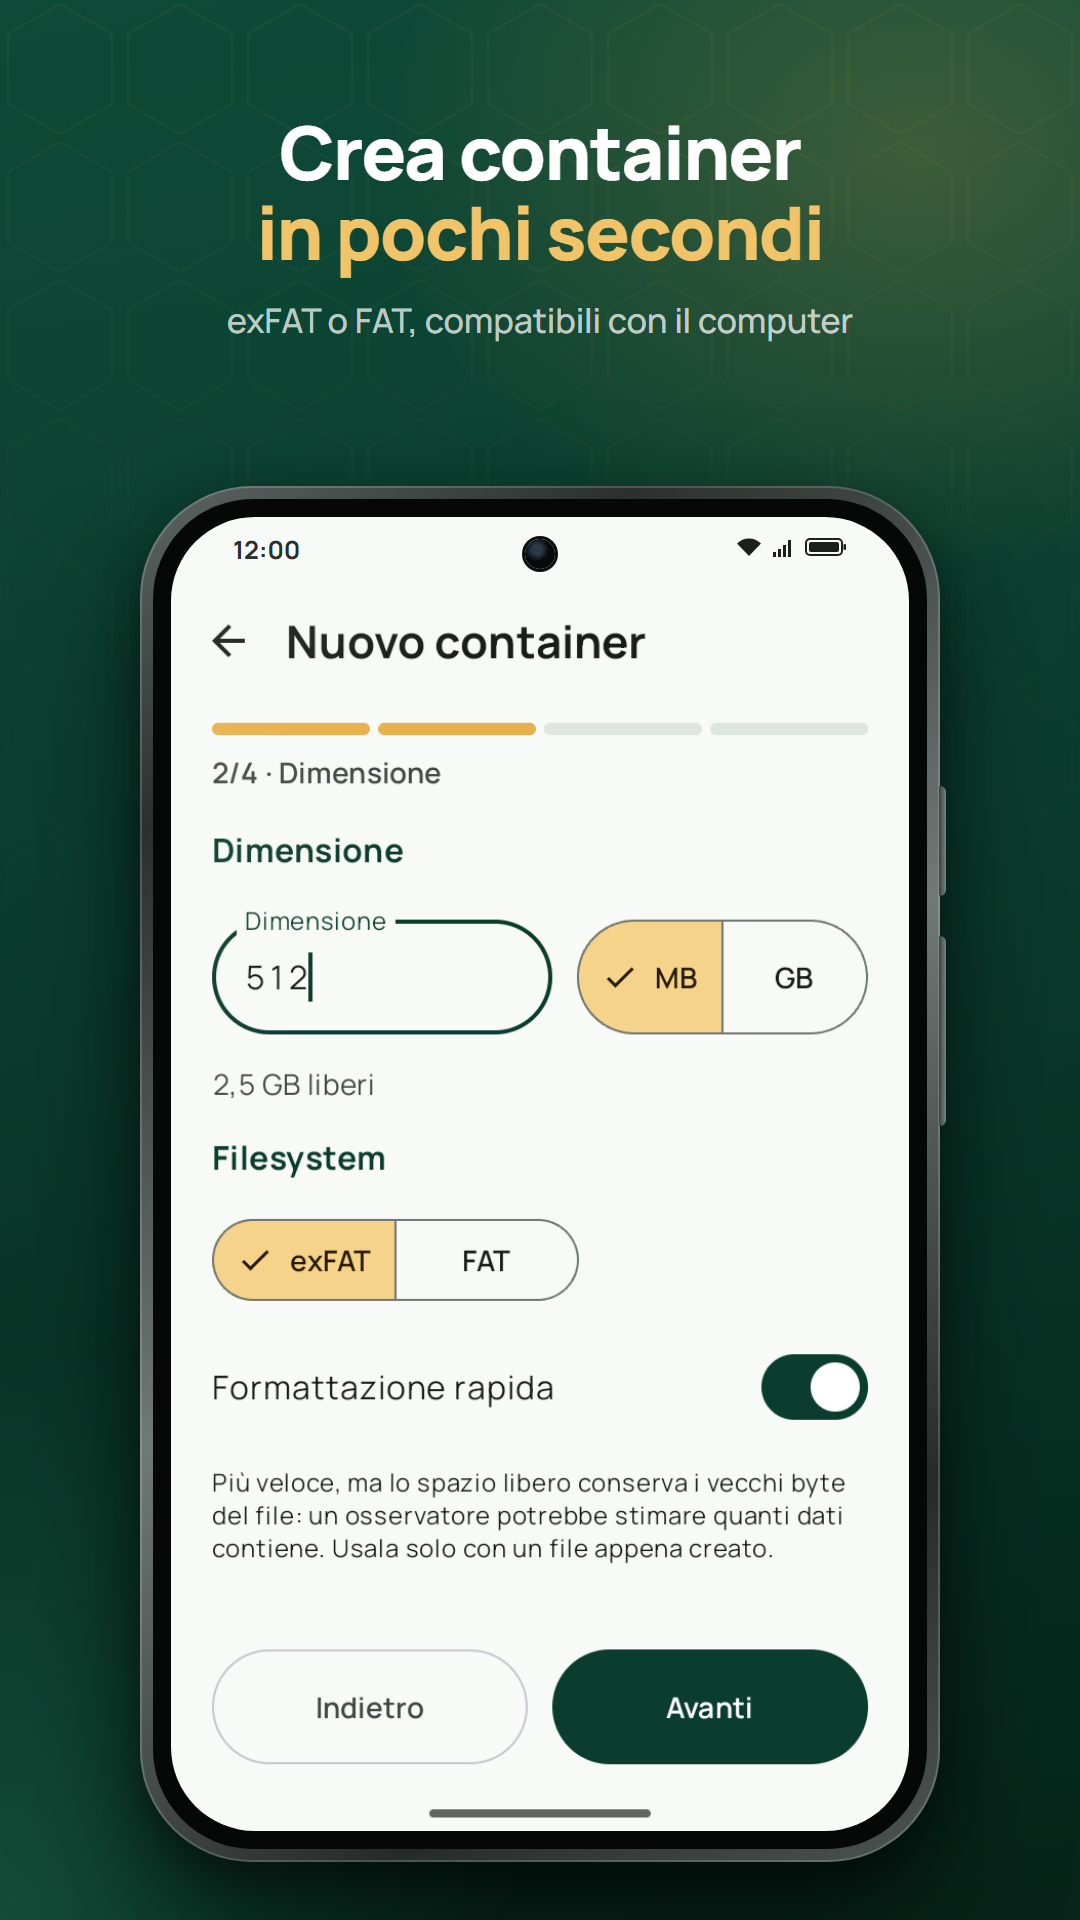 Crea container
in pochi secondi
exFAT o FAT, compatibili con il computer
12:00
Nuovo container
2/4 · Dimensione
Dimensione
Dimensione
512
MB
GB
2,5 GB liberi
Filesystem
exFAT
FAT
Formattazione rapida
Più veloce, ma lo spazio libero conserva i vecchi byte
del file: un osservatore potrebbe stimare quanti dati
contiene. Usala solo con un file appena creato.
Indietro
Avanti